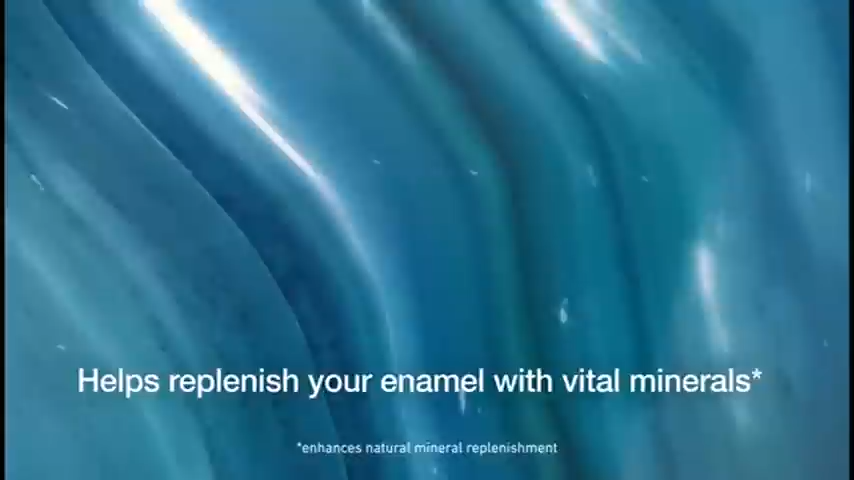 Helps replenish your enamel with vital minerals*
*enhances natural mineral replenishment